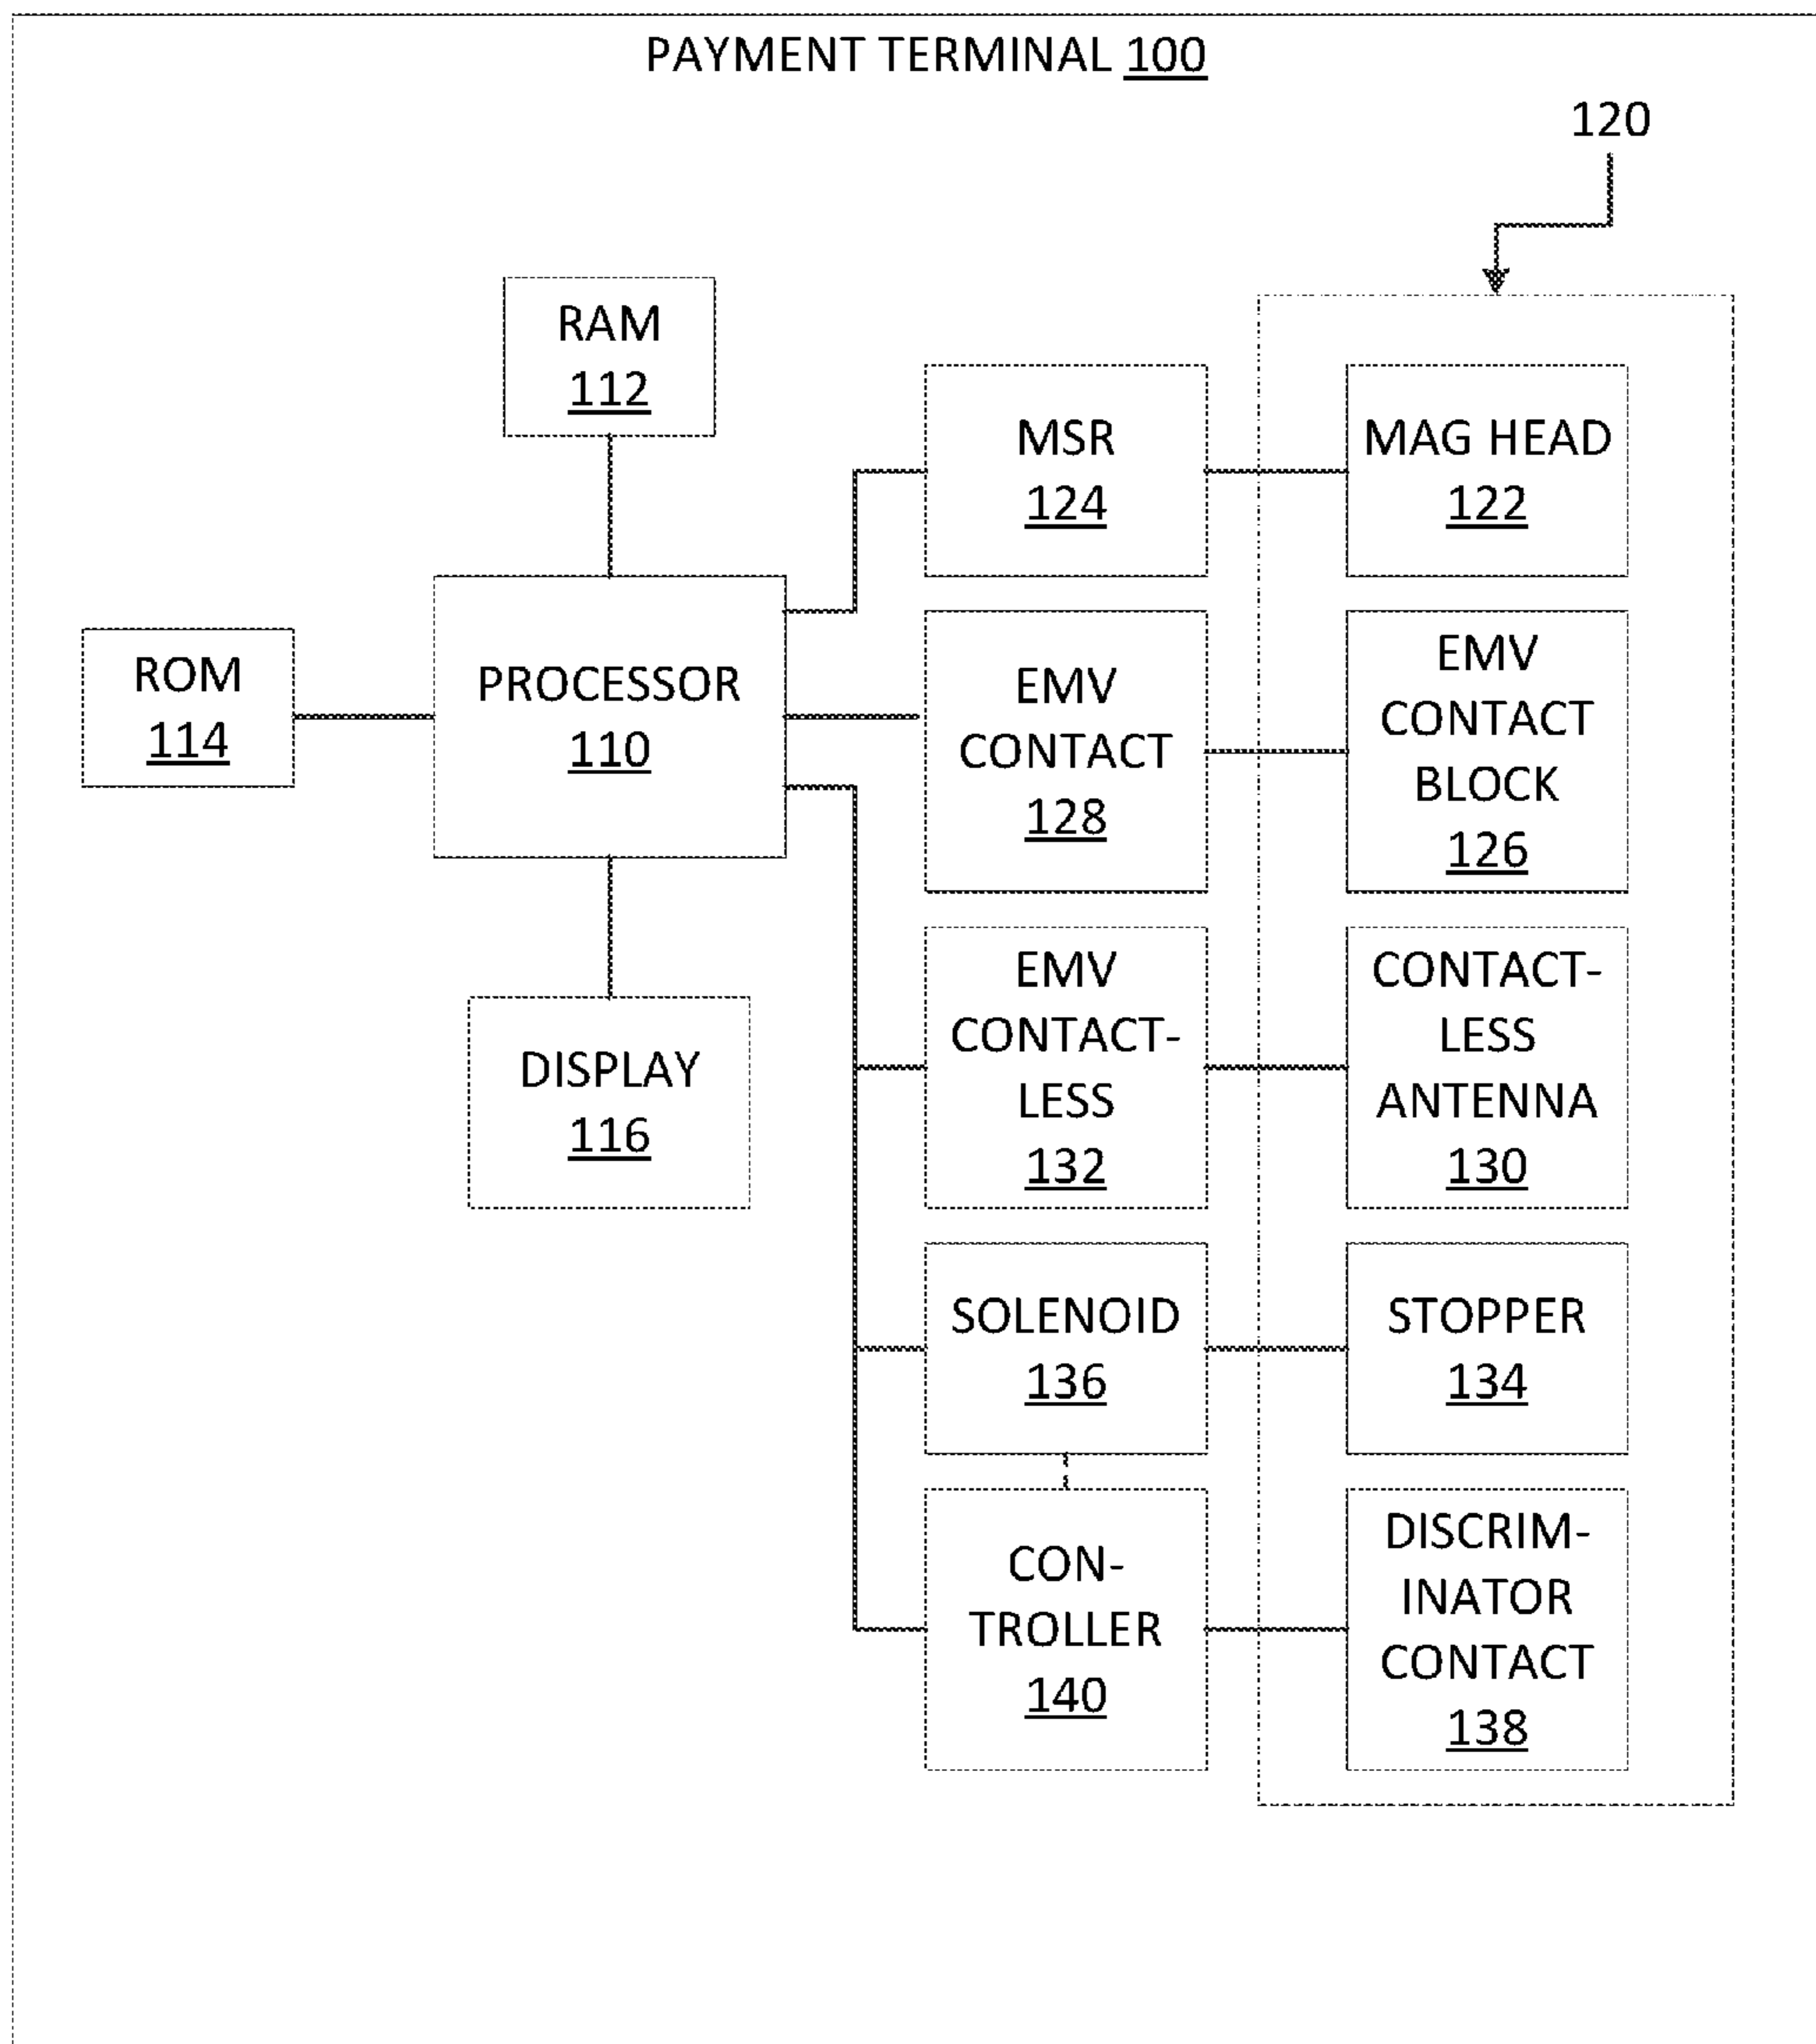 PAYMENT TERMINAL 100
120
RAM
112
MSR
124
MAG HEAD
122
ROM
114
PROCESSOR
110
EMV
CONTACT
128
EMV
CONTACT
BLOCK
126
DISPLAY
116
EMV
CONTACT-
LESS
132
CONTACT-
LESS
ANTENNA
130
SOLENOID
136
STOPPER
134
CON-
TROLLER
140
DISCRIM-
INATOR
CONTACT
138